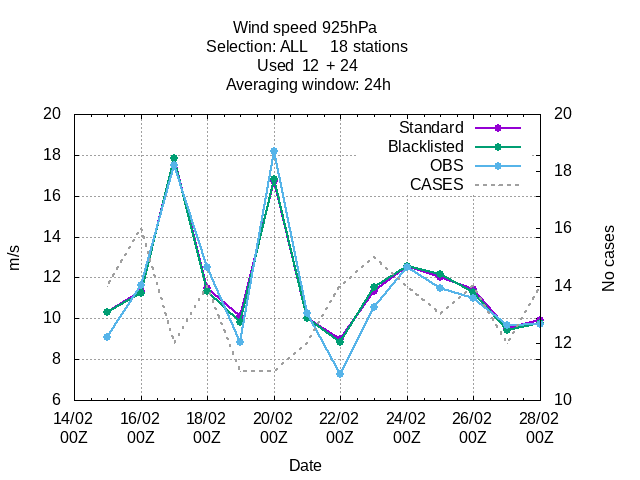 Wind speed 925hPa
Selection: ALL 18 stations
Used 12 + 24
Averaging window: 24h
Standard
Blacklisted
OBS
CASES
20
18
16
14
12
10
8
6
m/s
20
18
16
14
12
10
No cases
14/02 16/02 18/02 20/02 22/02 24/02 26/02 28/02
00Z 00Z 00Z 00Z 00Z 00Z 00Z 00Z
Date